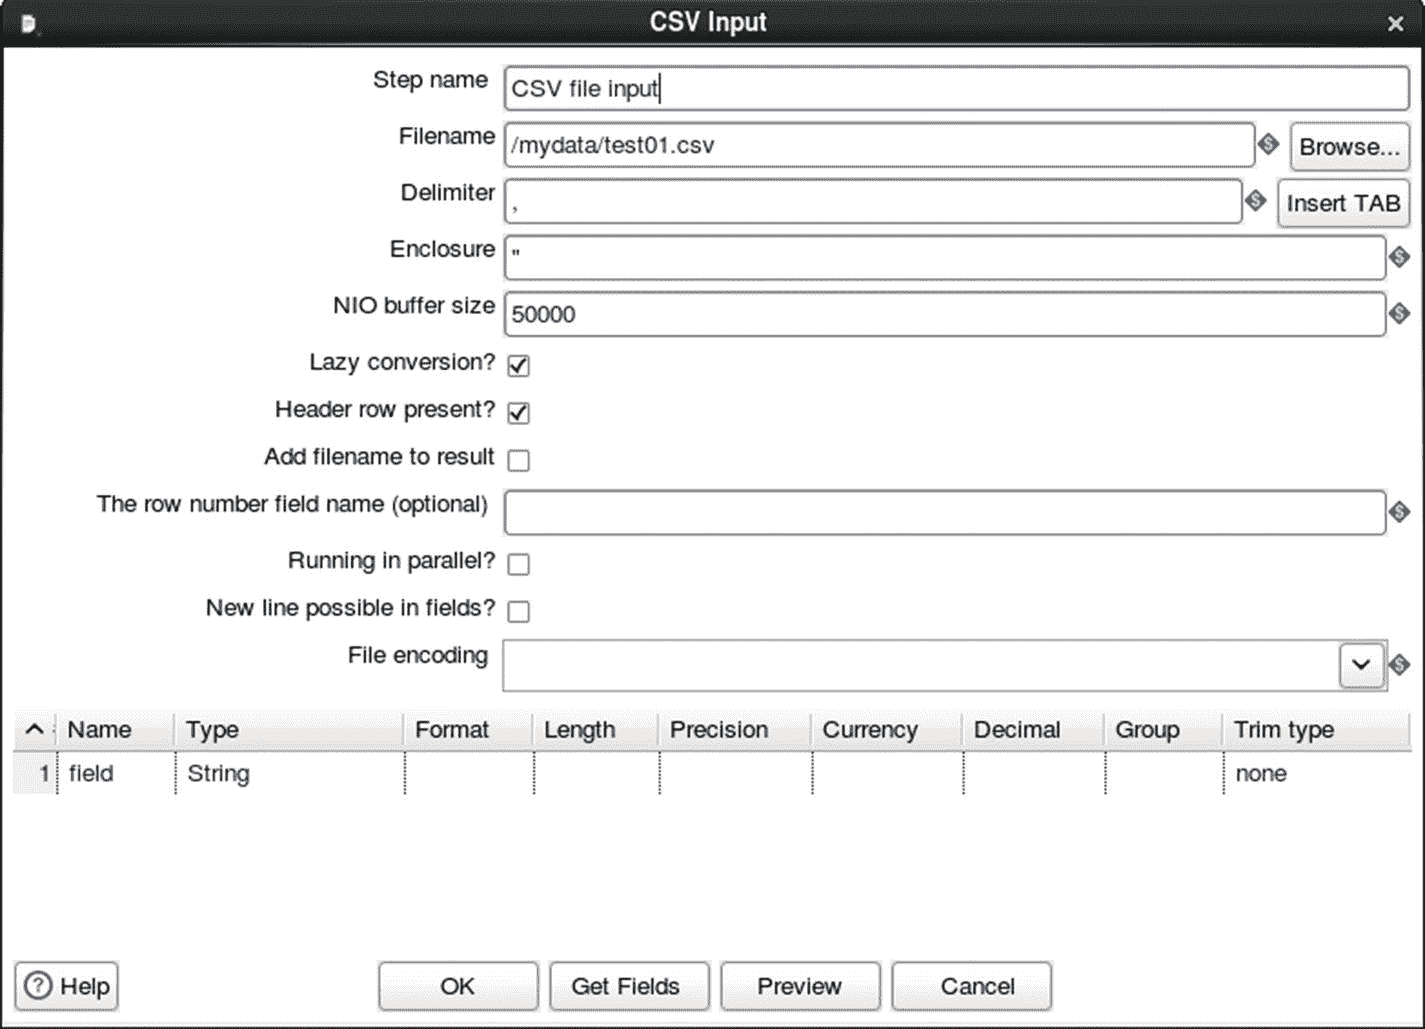 CSV Input
Step name CSV file input
Filename /mydata/test01.csv Browse...
Delimiter , Insert TAB
Enclosure "
NIO buffer size 50000
Lazy conversion?
Header row present?
Add filename to result
The row number field name (optional)
Running in parallel?
New line possible in fields?
File encoding
Name Type Format Length Precision Currency Decimal Group Trim type
1 field String none
Help OK Get Fields Preview Cancel